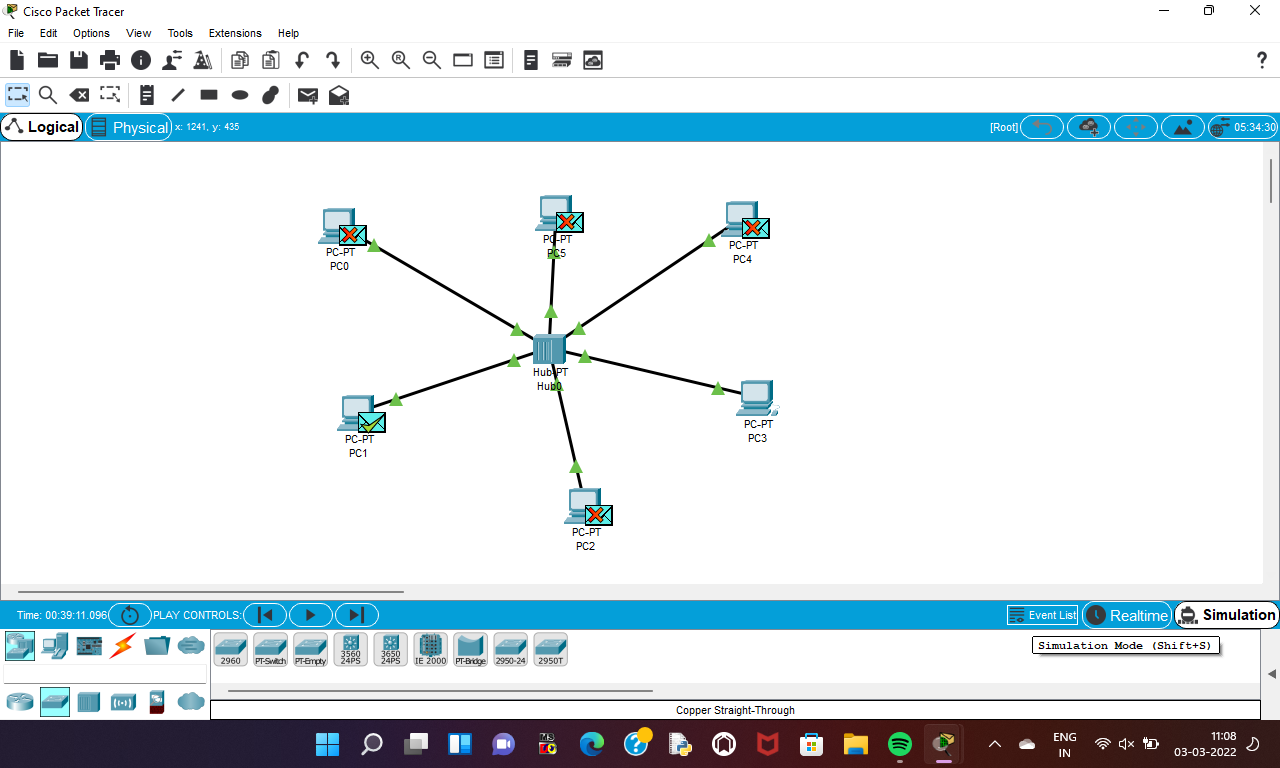 Cisco Packet Tracer
File Edit Options View Tools Extensions Help
R
?
Logical Physical x: 1241, y: 435 [Root] 05:34:30
PC-PT
PC0
PC-PT
PC5
PC-PT
PC4
Hub-PT
Hub0
PC-PT
PC1
PC-PT
PC3
PC-PT
PC2
Time: 00:39:11.096 PLAY CONTROLS: Event List Realtime Simulation
Simulation Mode (Shift+S)
2960 PT-Switch PT-Empty 3560 24PS 3650 24PS IE 2000 PT-Bridge 2950-24 2950T
Copper Straight-Through
ENG
IN
11:08
03-03-2022